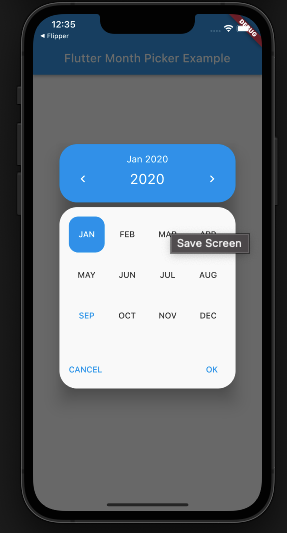 12:35
◀ Flipper
DEBUG
Flutter Month Picker Example
Jan 2020
2020
JAN FEB MAR APR
Save Screen
MAY JUN JUL AUG
SEP OCT NOV DEC
CANCEL OK